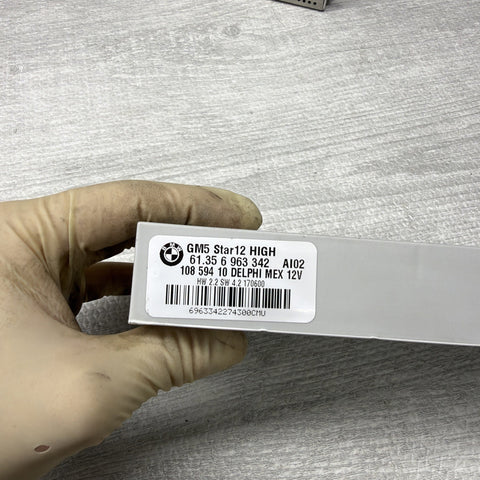 BMW
GM5 Star12 HIGH
61.35 6 963 342 AI02
108 594 10 DELPHI MEX 12V
HW 2.2 SW 4.2 170600
6963342274300CMU